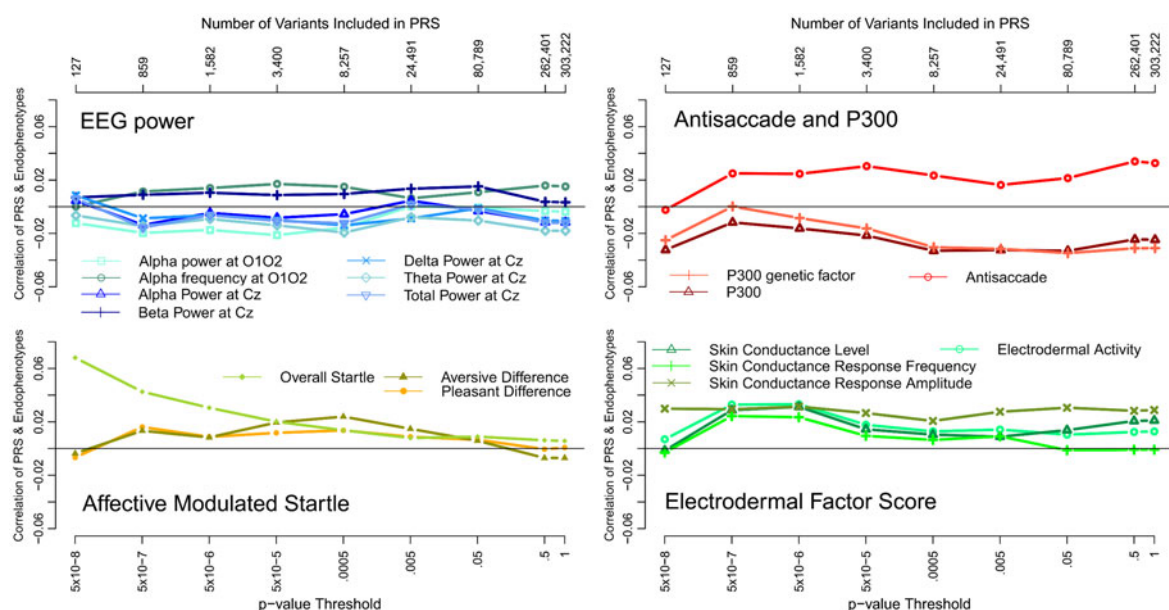 Number of Variants Included in PRS
127 859 1,582 3,400 8,257 24,491 80,789 262,401 303,222
Correlation of PRS & Endophenotypes
0.06
0.02
−0.02
−0.06
EEG power
Alpha power at O1O2
Alpha frequency at O1O2
Alpha Power at Cz
Beta Power at Cz
Delta Power at Cz
Theta Power at Cz
Total Power at Cz
Number of Variants Included in PRS
127 859 1,582 3,400 8,257 24,491 80,789 262,401 303,222
Correlation of PRS & Endophenotypes
0.06
0.02
−0.02
−0.06
Antisaccade and P300
P300 genetic factor
P300
Antisaccade
Correlation of PRS & Endophenotypes
0.06
0.02
−0.02
−0.06
Overall Startle
Aversive Difference
Pleasant Difference
Affective Modulated Startle
5x10−8 5x10−7 5x10−6 5x10−5 .0005 .005 .05 .5 1
p−value Threshold
Correlation of PRS & Endophenotypes
0.06
0.02
−0.02
−0.06
Skin Conductance Level
Skin Conductance Response Frequency
Skin Conductance Response Amplitude
Electrodermal Activity
Electrodermal Factor Score
5x10−8 5x10−7 5x10−6 5x10−5 .0005 .005 .05 .5 1
p−value Threshold